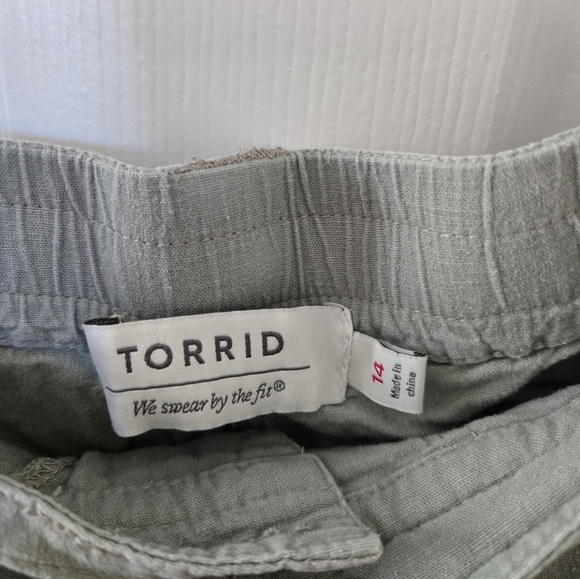 TORRID
We swear by the fit®
14
Made in
china